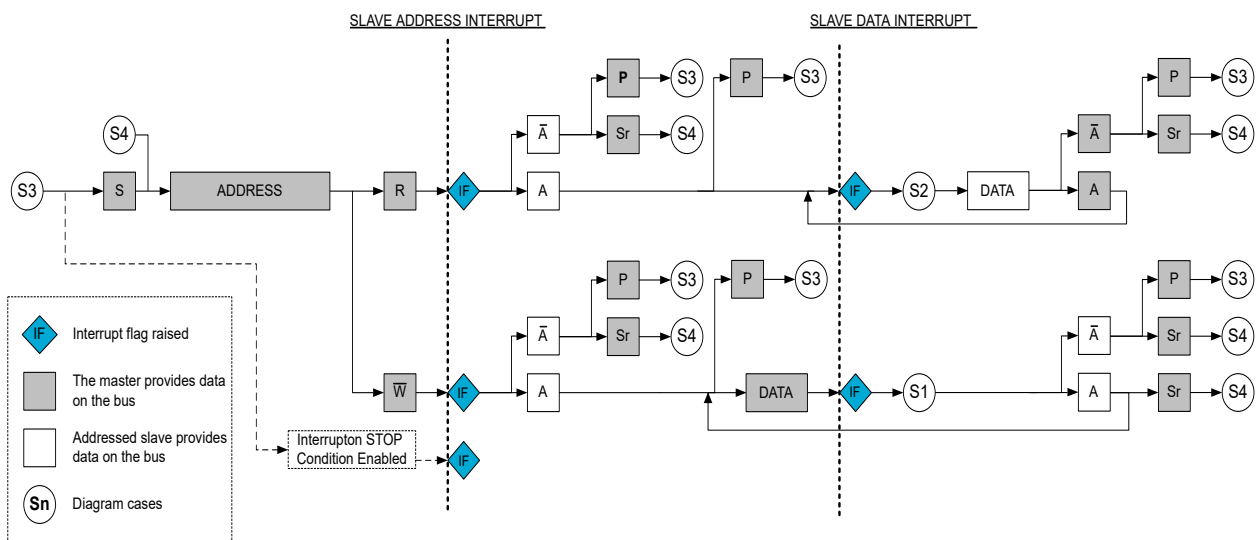 SLAVE ADDRESS INTERRUPT
SLAVE DATA INTERRUPT
P
S3
P
S3
P
S3
S4
A̅
Sr
S4
A̅
Sr
S4
S3
S
ADDRESS
R
IF
A
IF
S2
DATA
A
P
S3
P
S3
P
S3
A̅
Sr
S4
A̅
Sr
S4
W̅
IF
A
DATA
IF
S1
A
Sr
S4
Interrupton STOP
Condition Enabled
IF
IF
Interrupt flag raised
The master provides data
on the bus
Addressed slave provides
data on the bus
Sn
Diagram cases